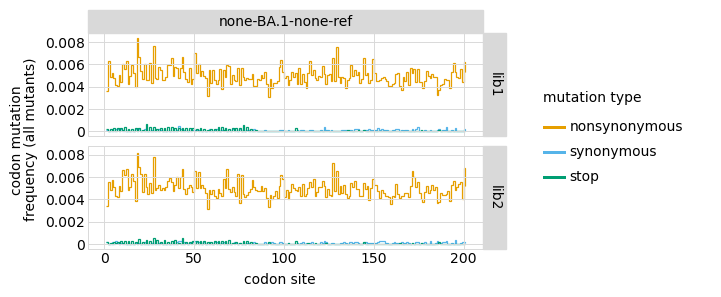 none-BA.1-none-ref
codon mutation
frequency (all mutants)
0.008
0.006
0.004
0.002
0
lib1
0.008
0.006
0.004
0.002
0
lib2
0
50
100
150
200
codon site
mutation type
nonsynonymous
synonymous
stop